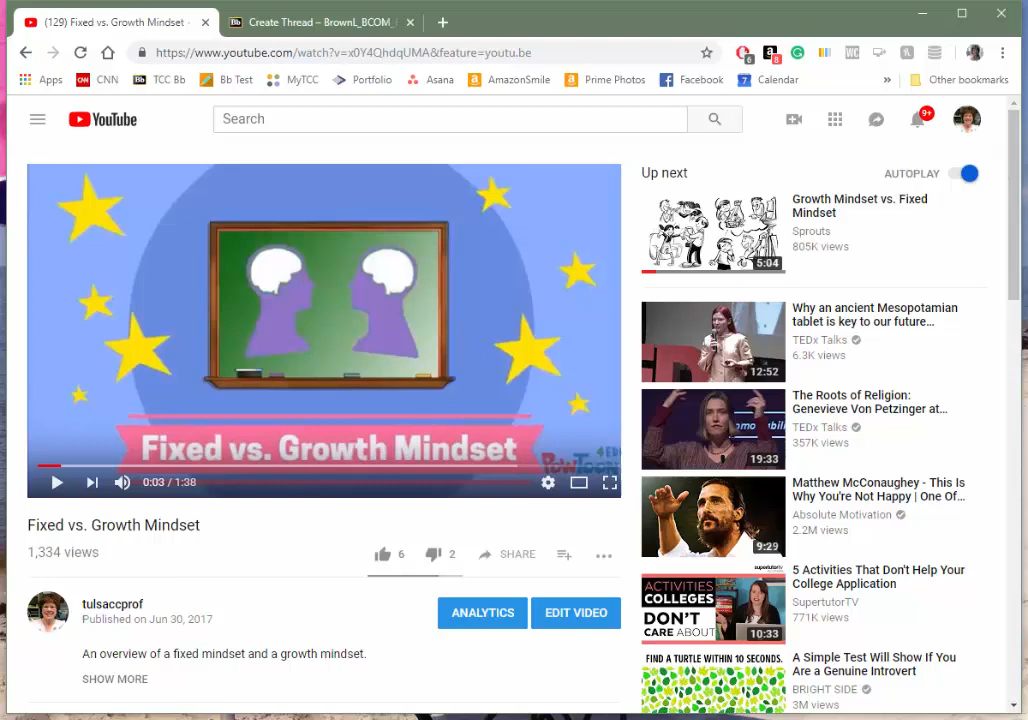 (129) Fixed vs. Growth Mindset -
Create Thread – BrownL_BCOM_
https://www.youtube.com/watch?v=x0Y4QhdqUMA&feature=youtu.be
6
8
Apps CNN TCC Bb Bb Test MyTCC Portfolio Asana AmazonSmile Prime Photos Facebook Calendar » Other bookmarks
YouTube
Search
9+
Fixed vs. Growth Mindset
POWTOON
0:03 / 1:38
Fixed vs. Growth Mindset
1,334 views
6 2 SHARE
tulsaccprof
Published on Jun 30, 2017
ANALYTICS EDIT VIDEO
An overview of a fixed mindset and a growth mindset.
SHOW MORE
Up next
AUTOPLAY
5:04
Growth Mindset vs. Fixed
Mindset
Sprouts
805K views
12:52
Why an ancient Mesopotamian
tablet is key to our future...
TEDx Talks
6.3K views
19:33
The Roots of Religion:
Genevieve Von Petzinger at...
TEDx Talks
357K views
9:29
Matthew McConaughey - This Is
Why You're Not Happy | One Of...
Absolute Motivation
2.2M views
supertutorTV
ACTIVITIES
COLLEGES
DON'T
CARE ABOUT
10:33
5 Activities That Don't Help Your
College Application
SupertutorTV
771K views
FIND A TURTLE WITHIN 10 SECONDS.
A Simple Test Will Show If You
Are a Genuine Introvert
BRIGHT SIDE
3M views